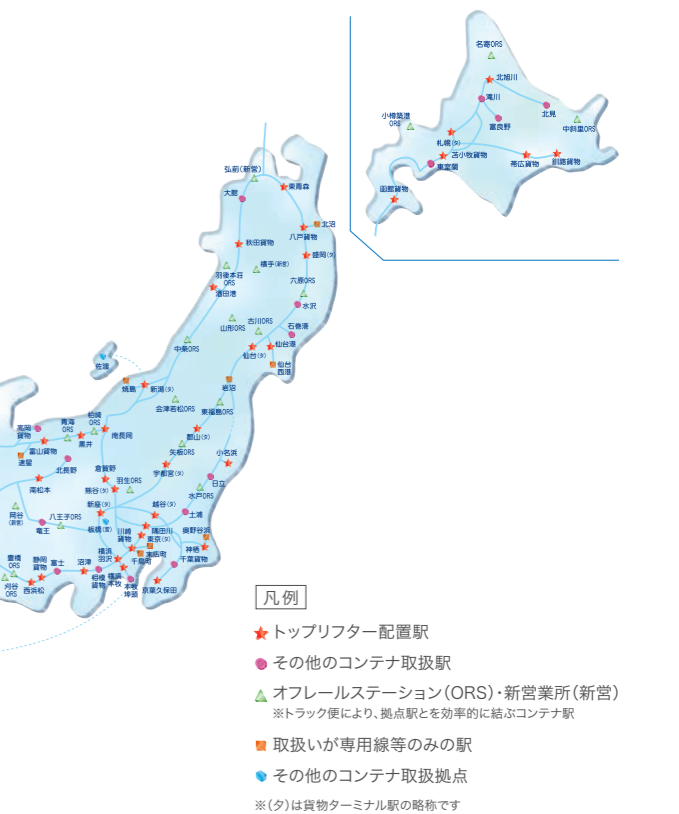 名寄ORS
北旭川
滝川
北見
小樽築港
ORS
富良野
中斜里ORS
札幌(タ)
苫小牧貨物
帯広貨物
釧路貨物
東室蘭
函館貨物
弘前(新営)
東青森
大館
北沼
八戸貨物
秋田貨物
盛岡(タ)
横手(新営)
羽後本荘
ORS
六原ORS
酒田港
水沢
山形ORS
古川ORS
石巻港
中条ORS
仙台(タ)
仙台港
佐渡
仙台
西港
焼島
新潟(タ)
岩沼
会津若松ORS
東福島ORS
柏崎
ORS
青海
ORS
高岡
貨物
黒井
南長岡
郡山(タ)
富山貨物
矢板ORS
小名浜
速星
北長野
倉賀野
宇都宮(タ)
羽生ORS
日立
南松本
熊谷(タ)
水戸ORS
岡谷
(新営)
八王子ORS
新座(タ)
越谷(タ)
土浦
竜王
板橋(営)
川崎
貨物
隅田川
東京(タ)
奥野谷浜
神栖
豊橋
ORS
静岡
貨物
富士
沼津
横浜
羽沢
千鳥町
末広町
千葉貨物
刈谷
ORS
西浜松
相模
貨物
横浜
本牧
本牧
埠頭
京葉久保田
凡例
トップリフター配置駅
その他のコンテナ取扱駅
オフレールステーション(ORS)・新営業所(新営)
※トラック便により、拠点駅とを効率的に結ぶコンテナ駅
取扱いが専用線等のみの駅
その他のコンテナ取扱拠点
※(タ)は貨物ターミナル駅の略称です